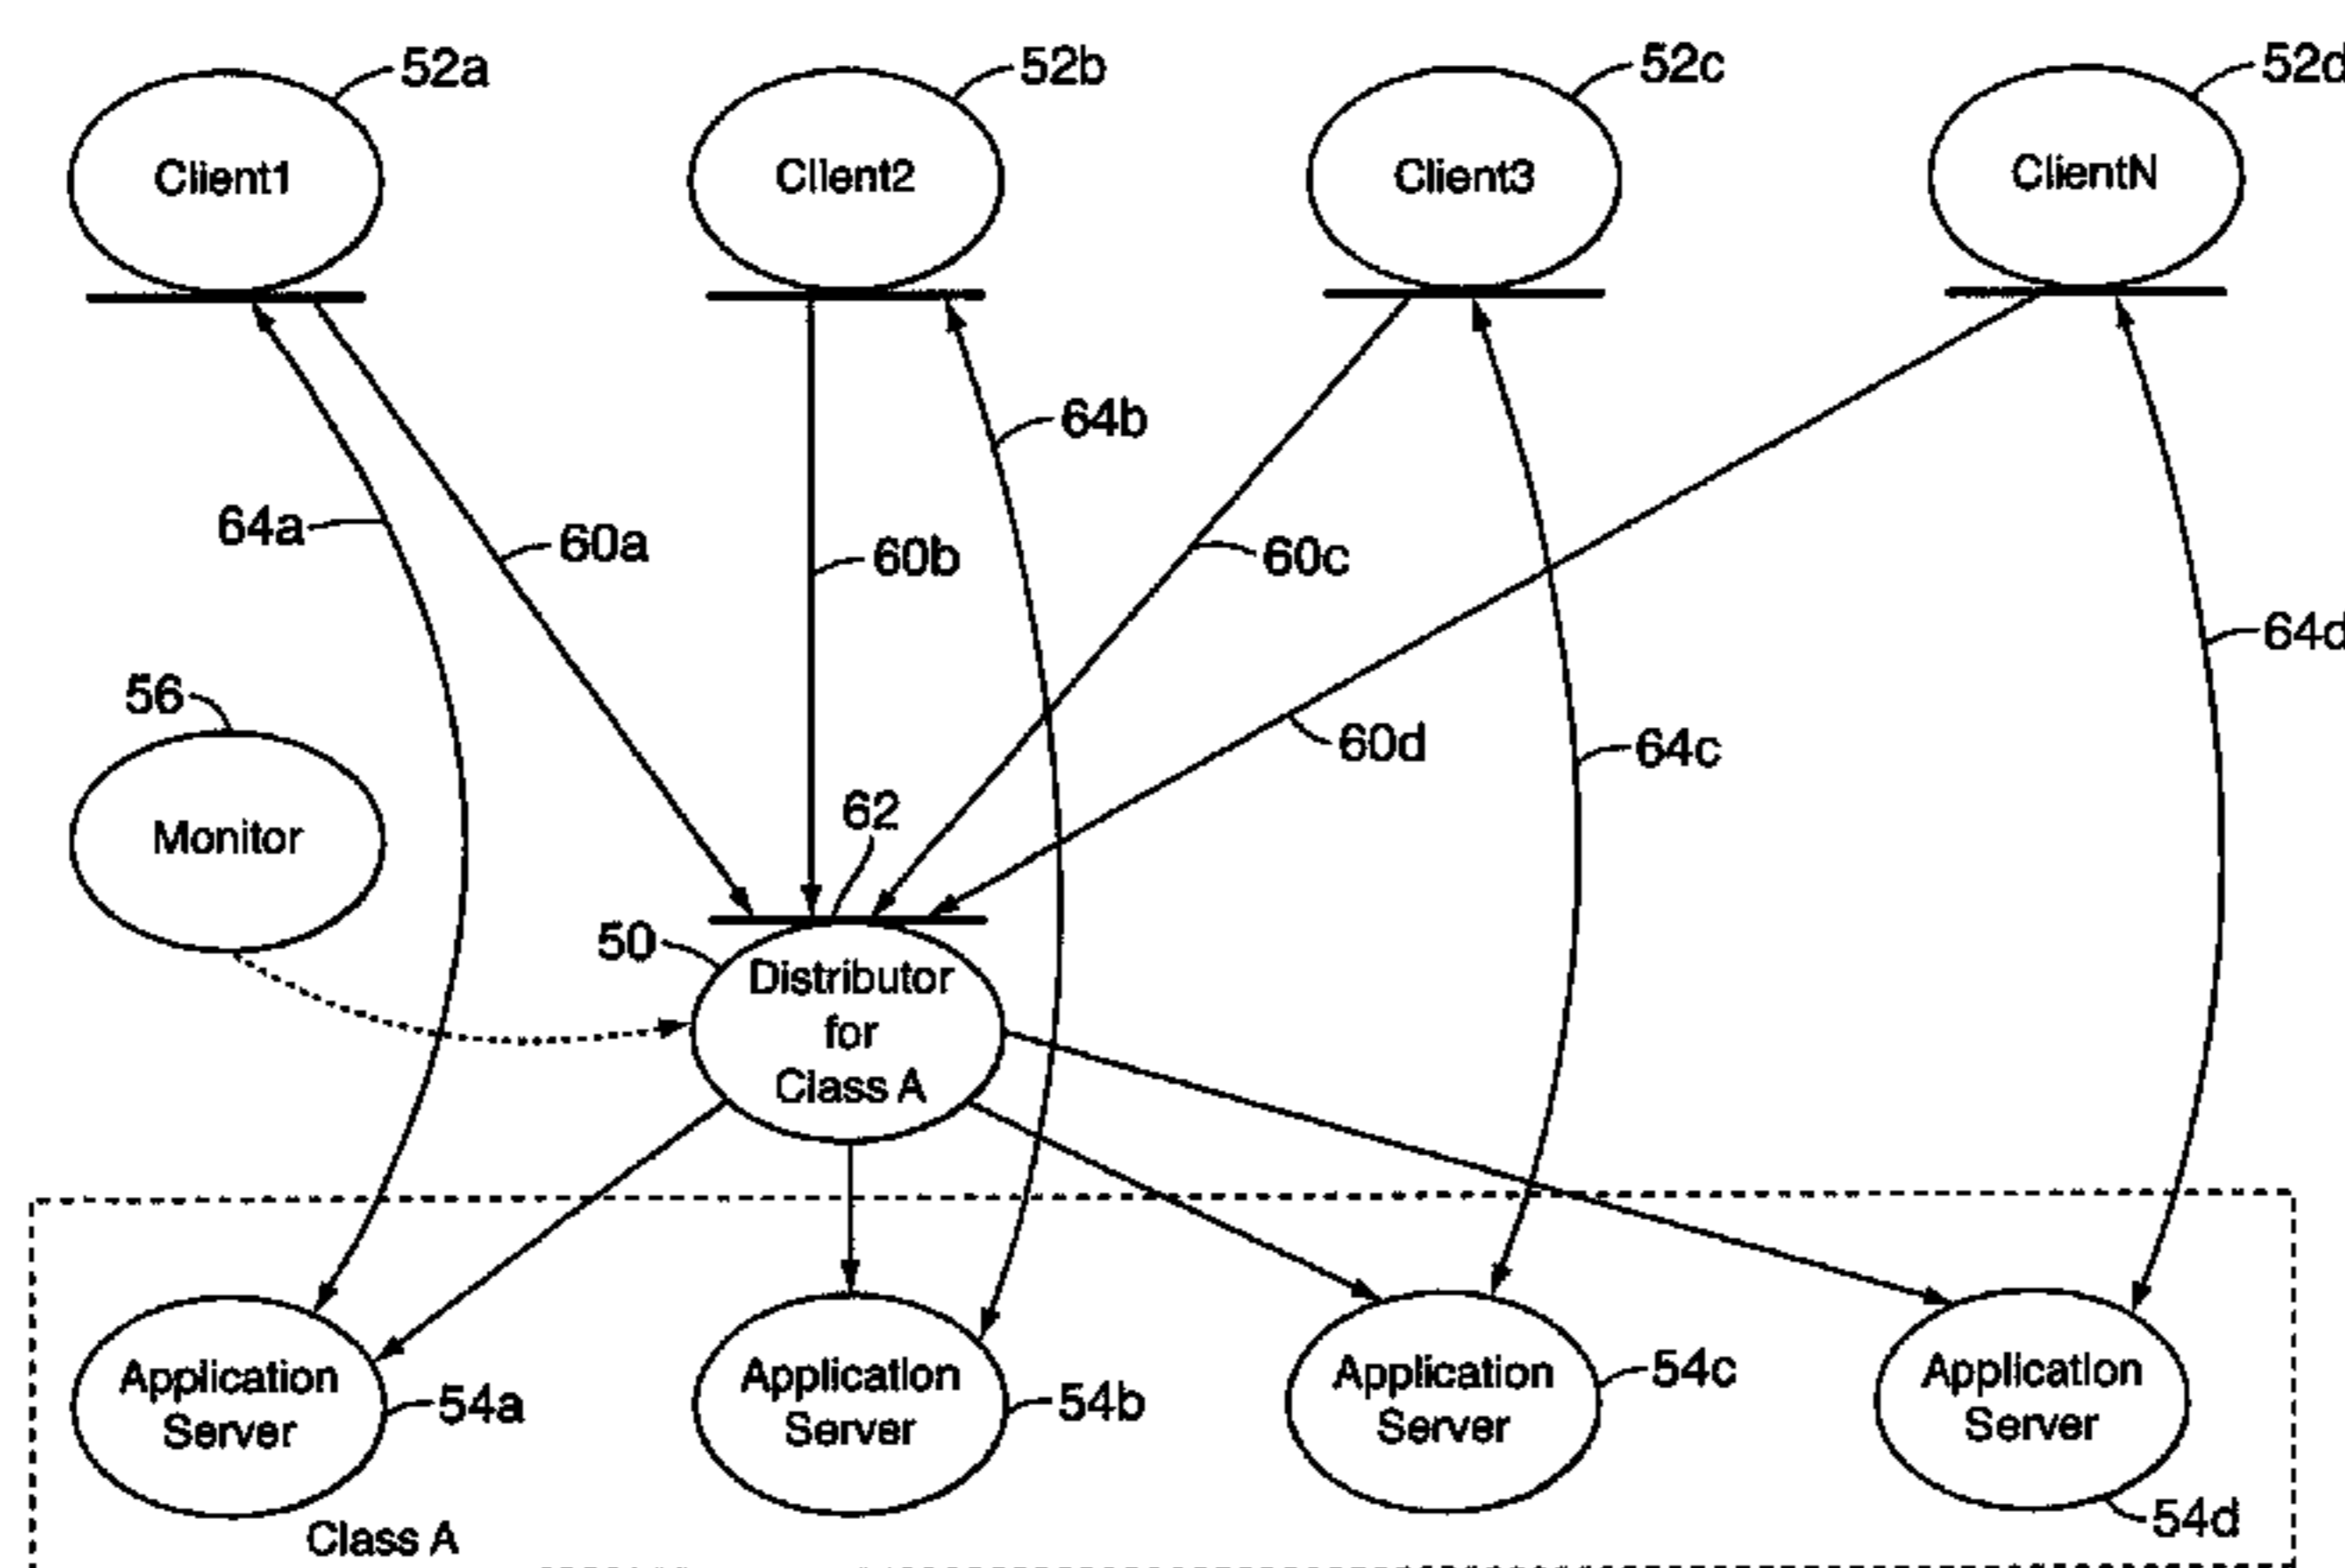 52a
52b
52c
52d
Client1
Client2
Client3
ClientN
64b
64a
60a
60b
60c
64d
56
60d
64c
62
Monitor
50
Distributor
for
Class A
Application
Server
54a
Application
Server
54b
Application
Server
54c
Application
Server
54d
Class A